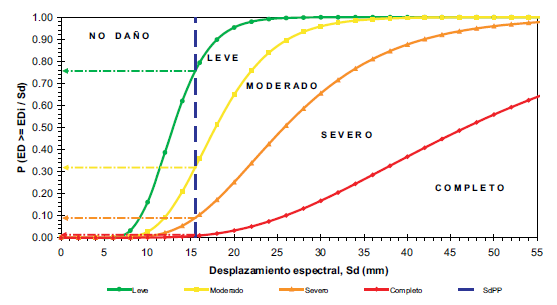 NO DAÑO
LEVE
MODERADO
SEVERO
COMPLETO
P (ED >= EDi / Sd)
1.00
0.90
0.80
0.70
0.60
0.50
0.40
0.30
0.20
0.10
0.00
0 5 10 15 20 25 30 35 40 45 50 55
Desplazamiento espectral, Sd (mm)
Leve Moderado Severo Completo SdPP